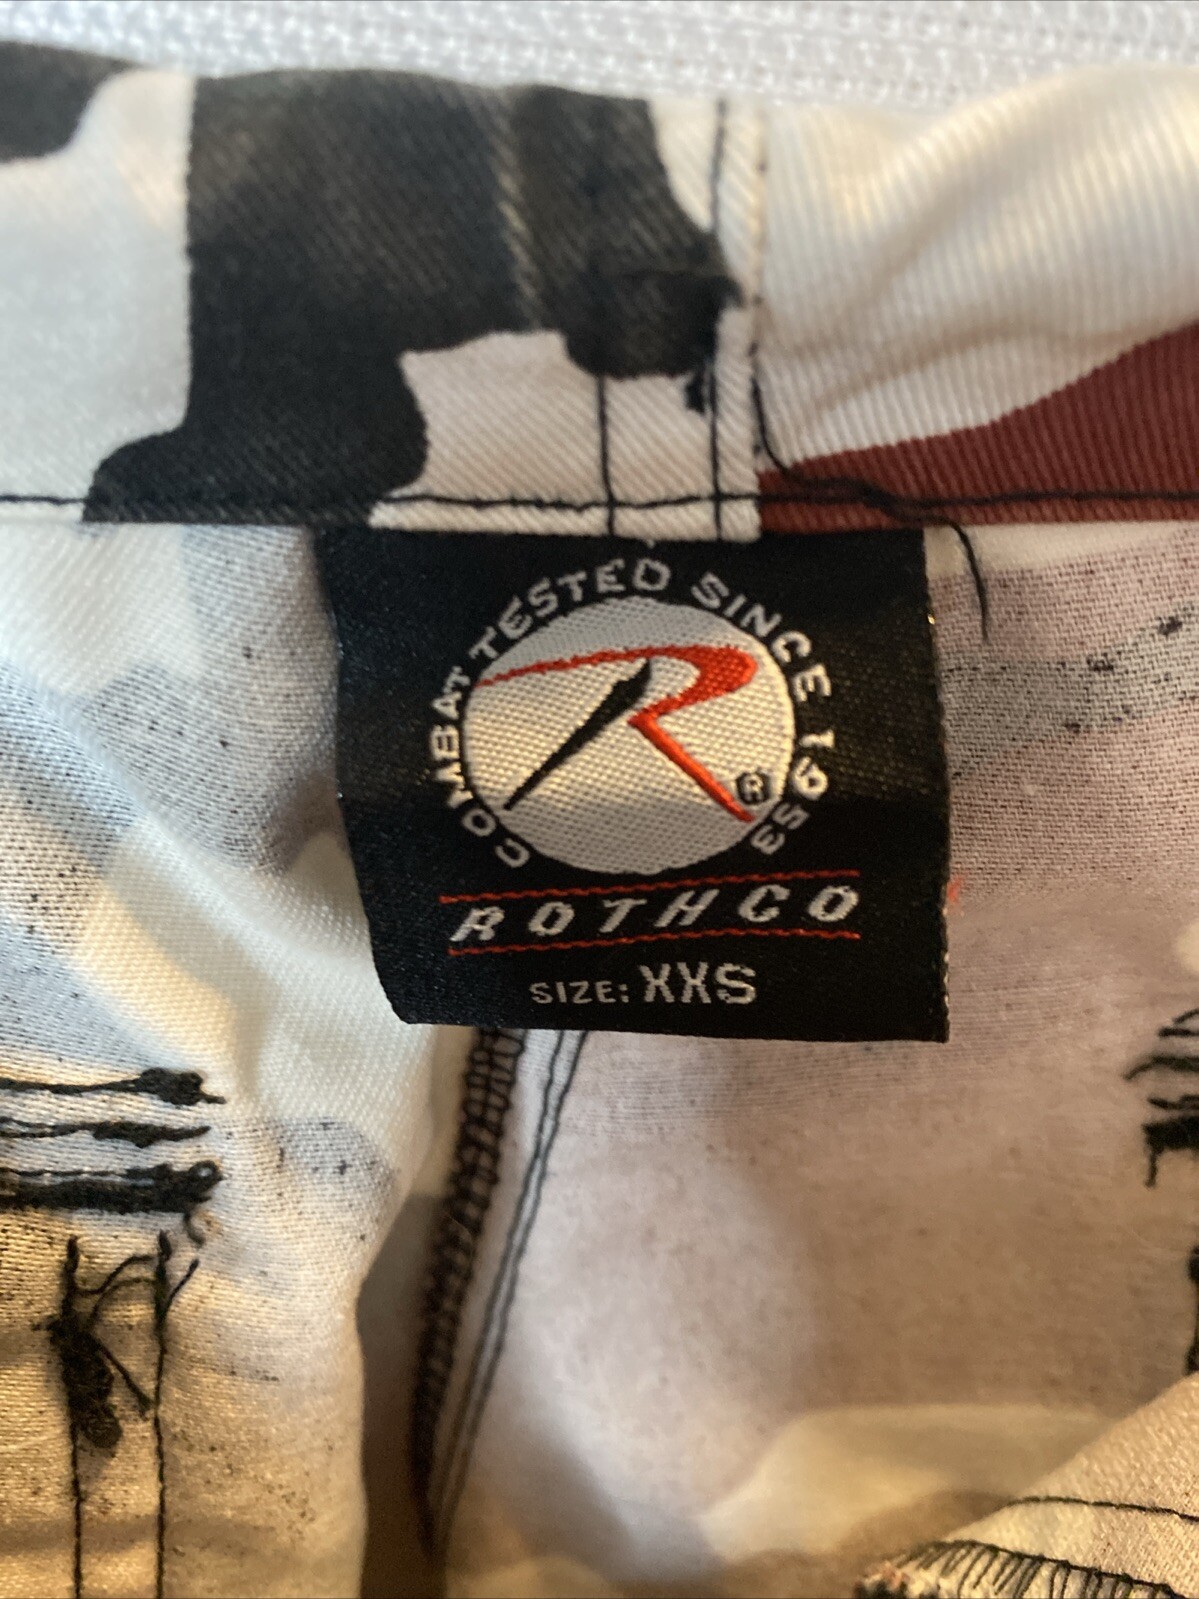 COMBAT TESTED SINCE 1953
R
®
ROTHCO
SIZE: XXS